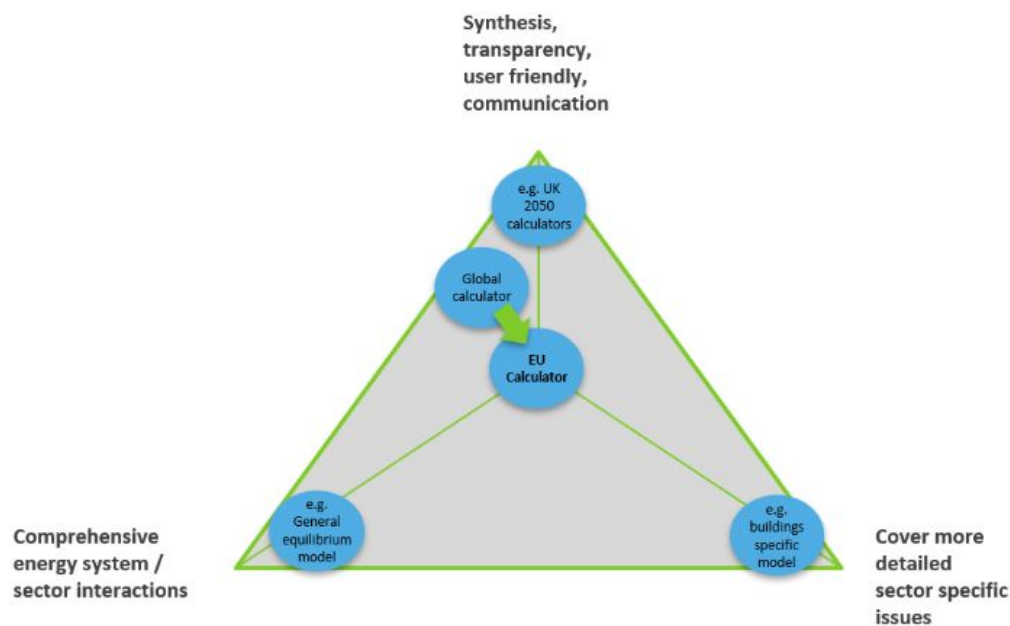 Synthesis,
transparency,
user friendly,
communication
e.g. UK
2050
calculators
Global
calculator
EU
Calculator
e.g.
General
equilibrium
model
e.g.
buildings
specific
model
Comprehensive
energy system /
sector interactions
Cover more
detailed
sector specific
issues